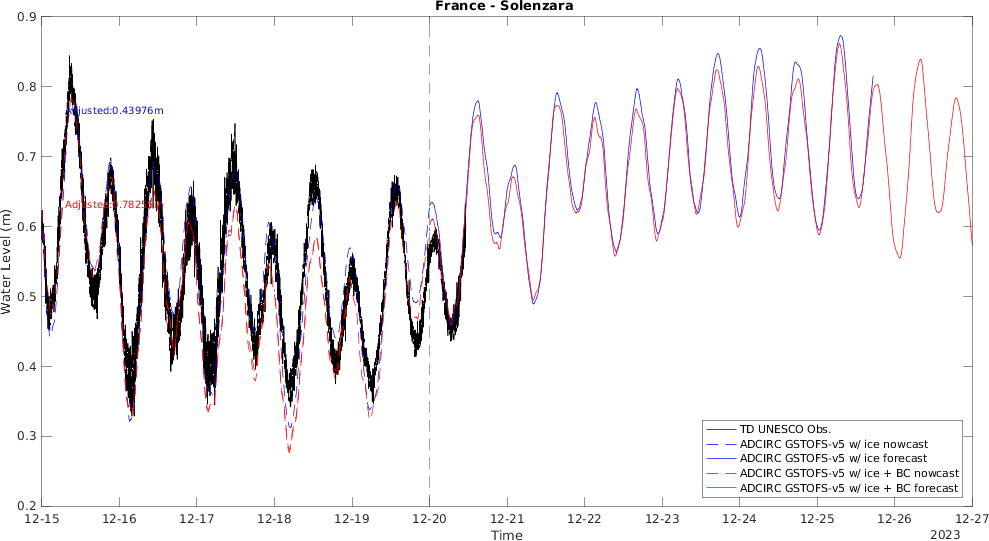 France - Solenzara
0.9
0.8
0.7
0.6
0.5
0.4
0.3
0.2
Water Level (m)
Adjusted:0.43976m
12-15
12-16
12-17
12-18
12-19
12-20
12-21
12-22
12-23
12-24
12-25
12-26
12-27
Time
2023
TD UNESCO Obs.
ADCIRC GSTOFS-v5 w/ ice nowcast
ADCIRC GSTOFS-v5 w/ ice forecast
ADCIRC GSTOFS-v5 w/ ice + BC nowcast
ADCIRC GSTOFS-v5 w/ ice + BC forecast